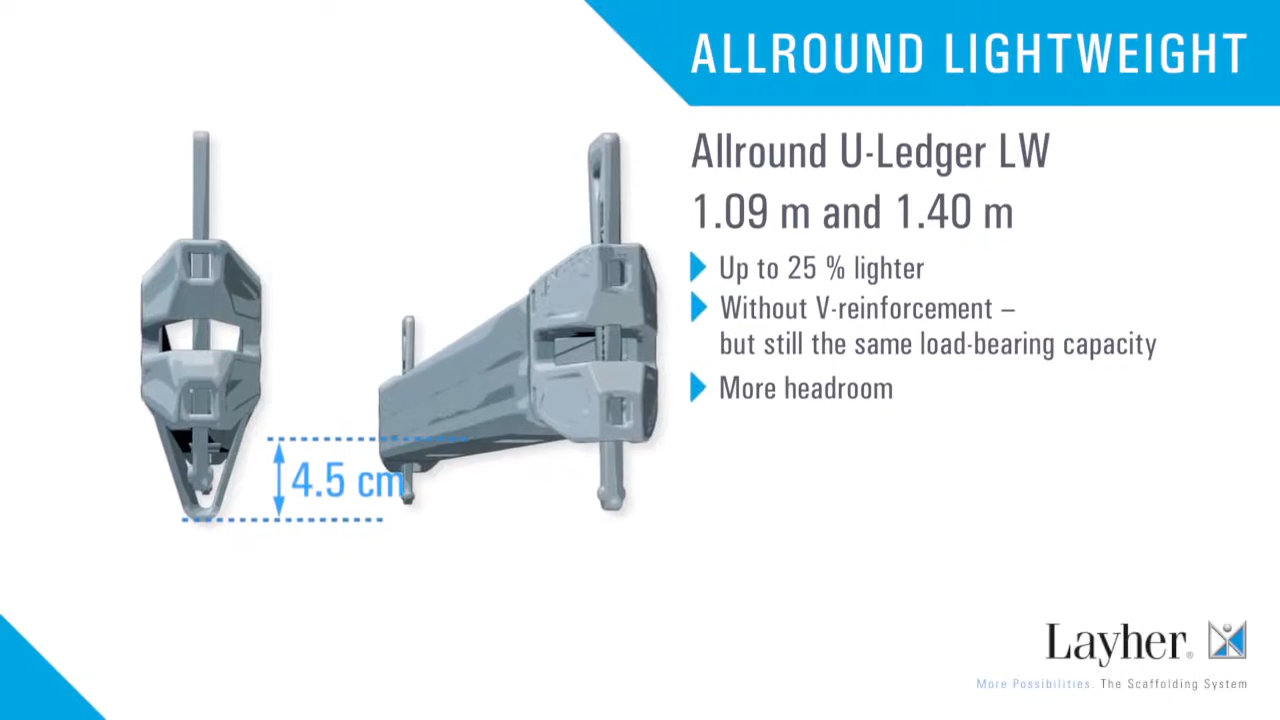 ALLROUND LIGHTWEIGHT
Allround U-Ledger LW
1.09 m and 1.40 m
Up to 25 % lighter
Without V-reinforcement –
but still the same load-bearing capacity
More headroom
4.5 cm
Layher®
More Possibilities. The Scaffolding System